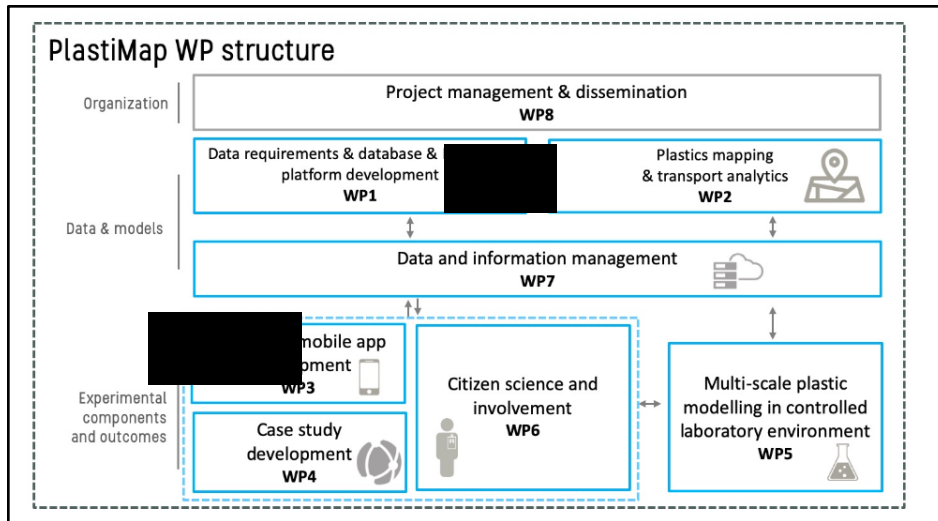 PlastiMap WP structure
Organization
Project management & dissemination
WP8
Data & models
Data requirements & database &
platform development
WP1
Plastics mapping
& transport analytics
WP2
Data and information management
WP7
Experimental
components
and outcomes
mobile app
WP3
Case study
development
WP4
Citizen science and
involvement
WP6
Multi-scale plastic
modelling in controlled
laboratory environment
WP5